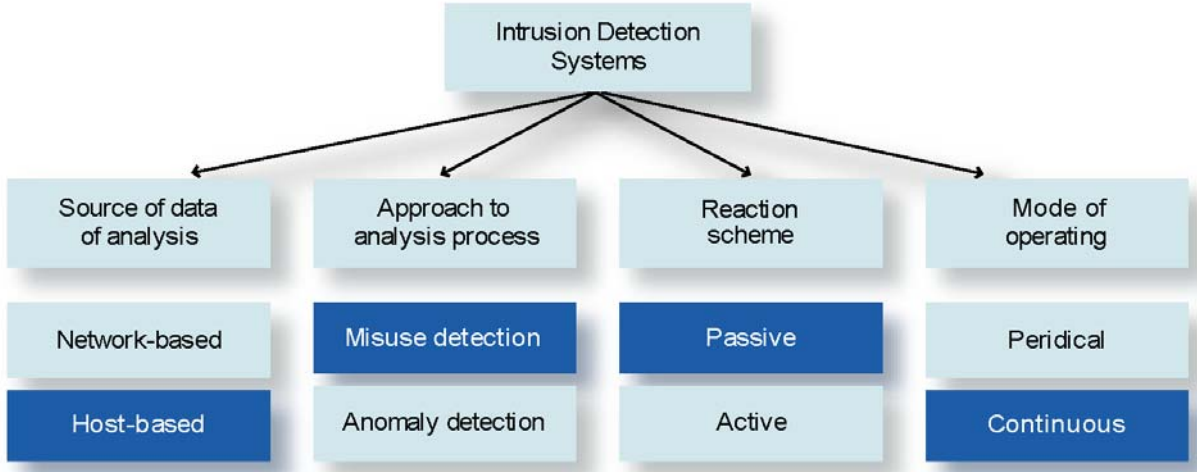 Intrusion Detection
Systems
Source of data
of analysis
Approach to
analysis process
Reaction
scheme
Mode of
operating
Network-based
Misuse detection
Passive
Peridical
Host-based
Anomaly detection
Active
Continuous